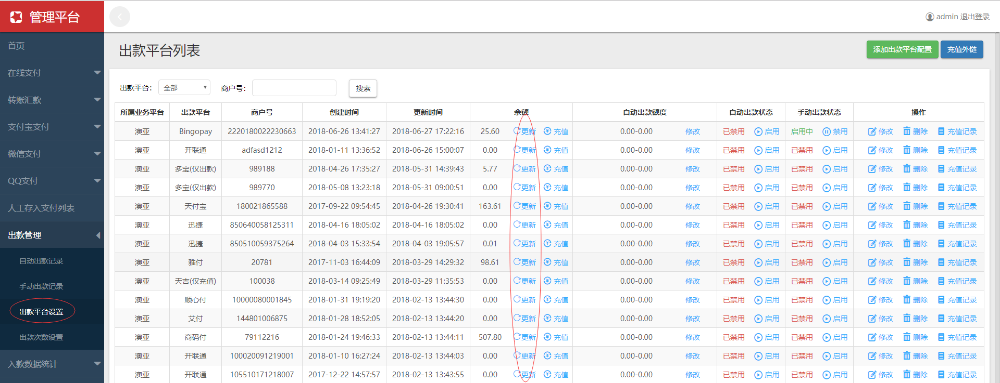 管理平台
admin 退出登录
首页
在线支付
转账汇款
支付宝支付
微信支付
QQ支付
人工存入支付列表
出款管理
自动出款记录
手动出款记录
出款平台设置
出款次数设置
入款数据统计
出款平台列表
添加出款平台配置 充值外链
出款平台: 全部 商户号: 搜索
所属业务平台 出款平台 商户号 创建时间 更新时间 余额 自动出款额度 自动出款状态 手动出款状态 操作
澳亚 Bingopay 2220180022230663 2018-06-26 13:41:27 2018-06-27 17:22:16 25.60 更新 充值 0.00-0.00 修改 已禁用 启用 启用中 禁用 修改 删除 充值记录
澳亚 开联通 adfasd1212 2018-01-11 13:36:52 2018-06-26 15:00:07 0.00 更新 充值 0.00-0.00 修改 已禁用 启用 已禁用 启用 修改 删除 充值记录
澳亚 多宝(仅出款) 989188 2018-04-26 17:35:27 2018-05-31 14:39:43 5.77 更新 充值 0.00-0.00 修改 已禁用 启用 已禁用 启用 修改 删除 充值记录
澳亚 多宝(仅出款) 989770 2018-05-08 13:23:18 2018-05-31 09:00:51 0.00 更新 充值 0.00-0.00 修改 已禁用 启用 已禁用 启用 修改 删除 充值记录
澳亚 天付宝 180021865588 2017-09-22 09:54:45 2018-04-26 19:30:41 163.61 更新 充值 0.00-0.00 修改 已禁用 启用 已禁用 启用 修改 删除 充值记录
澳亚 迅捷 850640058125311 2018-04-16 18:05:02 2018-04-16 18:05:02 0.00 更新 充值 0.00-0.00 修改 已禁用 启用 已禁用 启用 修改 删除 充值记录
澳亚 迅捷 850510059375264 2018-04-03 15:33:54 2018-04-03 19:05:57 0.01 更新 充值 0.00-0.00 修改 已禁用 启用 已禁用 启用 修改 删除 充值记录
澳亚 雅付 20781 2017-11-03 16:44:09 2018-03-29 14:29:32 98.61 更新 充值 0.00-0.00 修改 已禁用 启用 已禁用 启用 修改 删除 充值记录
澳亚 天吉(仅充值) 100038 2018-03-14 09:25:49 2018-03-29 11:35:53 0.00 更新 充值 0.00-0.00 修改 已禁用 启用 已禁用 启用 修改 删除 充值记录
澳亚 顺心付 10000080001845 2018-01-31 19:19:20 2018-02-13 13:44:30 0.00 更新 充值 0.00-0.00 修改 已禁用 启用 已禁用 启用 修改 删除 充值记录
澳亚 艾付 144801006875 2018-01-28 18:52:05 2018-02-13 13:44:20 0.00 更新 充值 0.00-0.00 修改 已禁用 启用 已禁用 启用 修改 删除 充值记录
澳亚 商码付 79112216 2018-01-24 19:46:33 2018-02-13 13:44:11 507.80 更新 充值 0.00-0.00 修改 已禁用 启用 已禁用 启用 修改 删除 充值记录
澳亚 开联通 100020091219001 2018-01-10 16:27:24 2018-02-13 13:44:03 0.00 更新 充值 0.00-0.00 修改 已禁用 启用 已禁用 启用 修改 删除 充值记录
澳亚 开联通 105510171218007 2017-12-22 14:57:57 2018-02-13 13:43:55 0.00 更新 充值 0.00-0.00 修改 已禁用 启用 已禁用 启用 修改 删除 充值记录